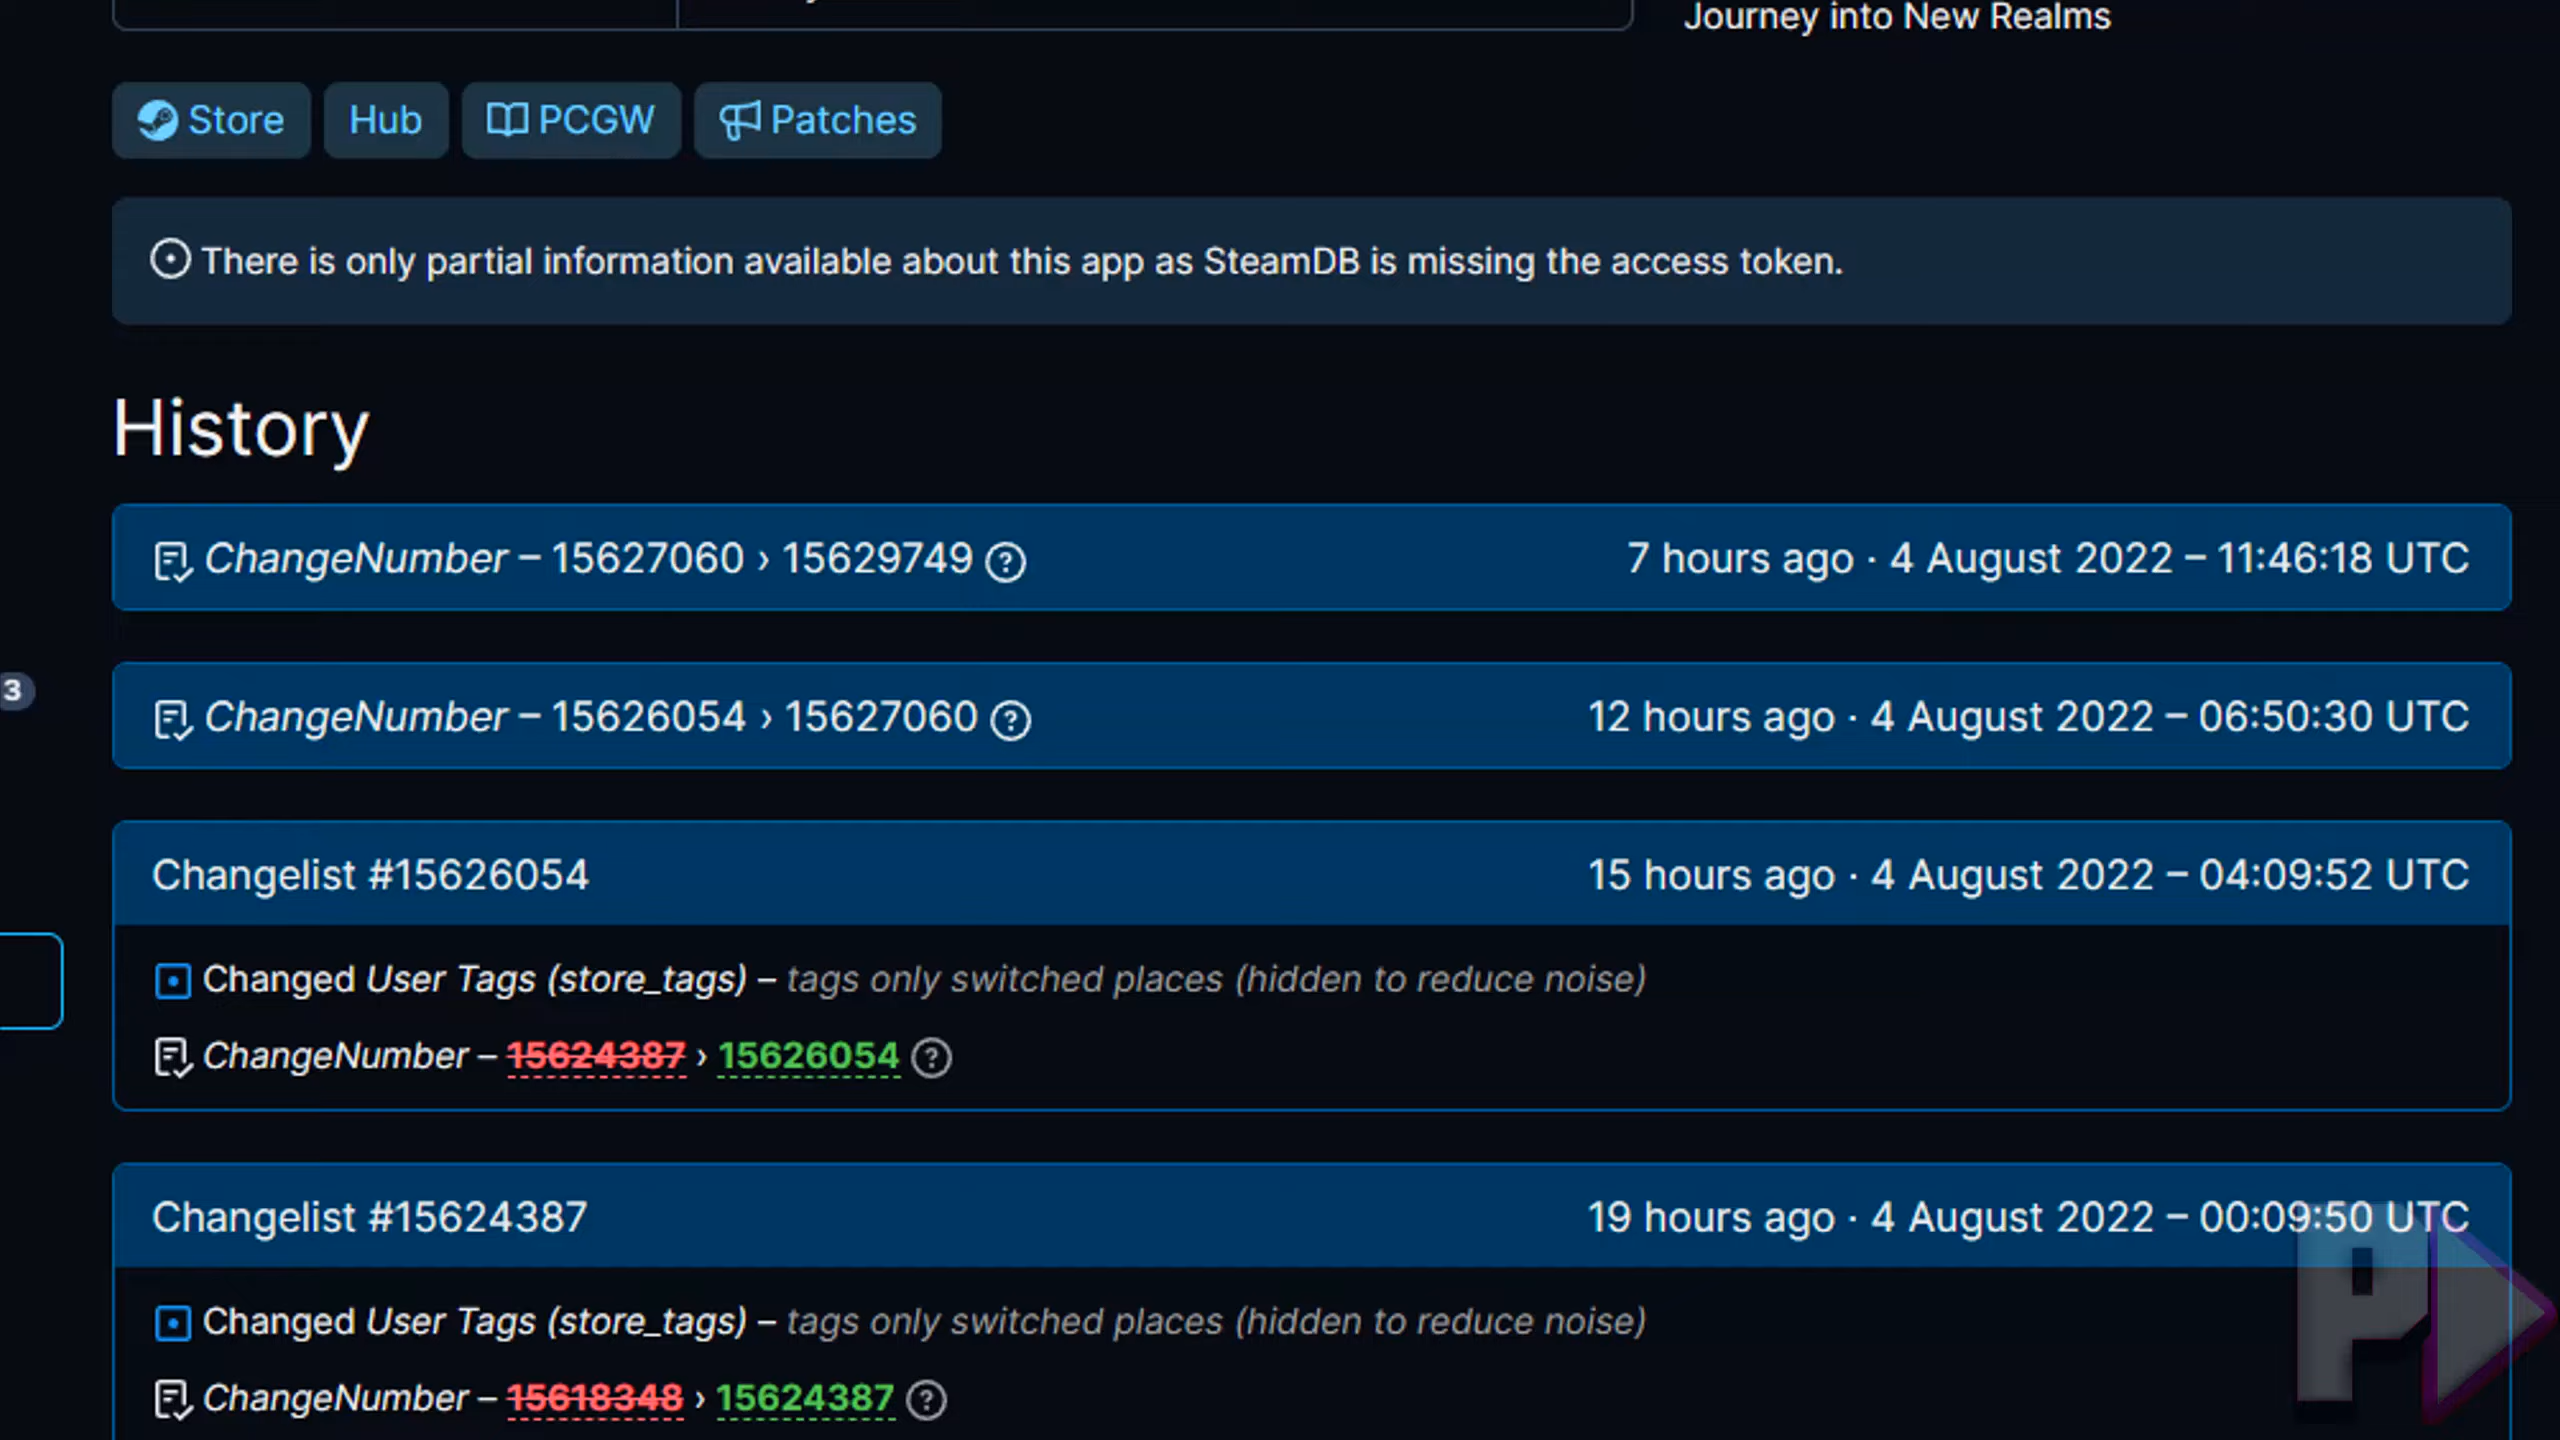 Journey into New Realms
Store Hub PCGW Patches
There is only partial information available about this app as SteamDB is missing the access token.
History
ChangeNumber – 15627060 › 15629749 ? 7 hours ago · 4 August 2022 – 11:46:18 UTC
3
ChangeNumber – 15626054 › 15627060 ? 12 hours ago · 4 August 2022 – 06:50:30 UTC
Changelist #15626054 15 hours ago · 4 August 2022 – 04:09:52 UTC
Changed User Tags (store_tags) – tags only switched places (hidden to reduce noise)
ChangeNumber – 15624387 › 15626054 ?
Changelist #15624387 19 hours ago · 4 August 2022 – 00:09:50 UTC
Changed User Tags (store_tags) – tags only switched places (hidden to reduce noise)
ChangeNumber – 15618348 › 15624387 ?
P